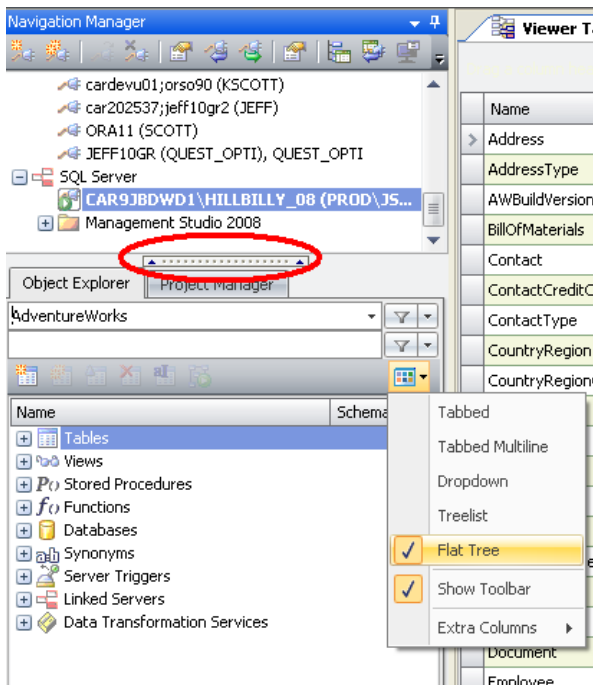 Navigation Manager
cardevu01;orso90 (KSCOTT)
car202537;jeff10gr2 (JEFF)
ORA11 (SCOTT)
JEFF10GR (QUEST_OPTI), QUEST_OPTI
SQL Server
CAR9JBDWD1\HILLBILLY_08 (PROD\JS...
Management Studio 2008
Object Explorer
Project Manager
AdventureWorks
Name
Schema
Tables
Views
Stored Procedures
Functions
Databases
Synonyms
Server Triggers
Linked Servers
Data Transformation Services
Tabbed
Tabbed Multiline
Dropdown
Treelist
Flat Tree
Show Toolbar
Extra Columns
Viewer T
Name
Address
AddressType
AWBuildVersion
BillOfMaterials
Contact
ContactCreditC
ContactType
CountryRegion
CountryRegion
Document
Employee